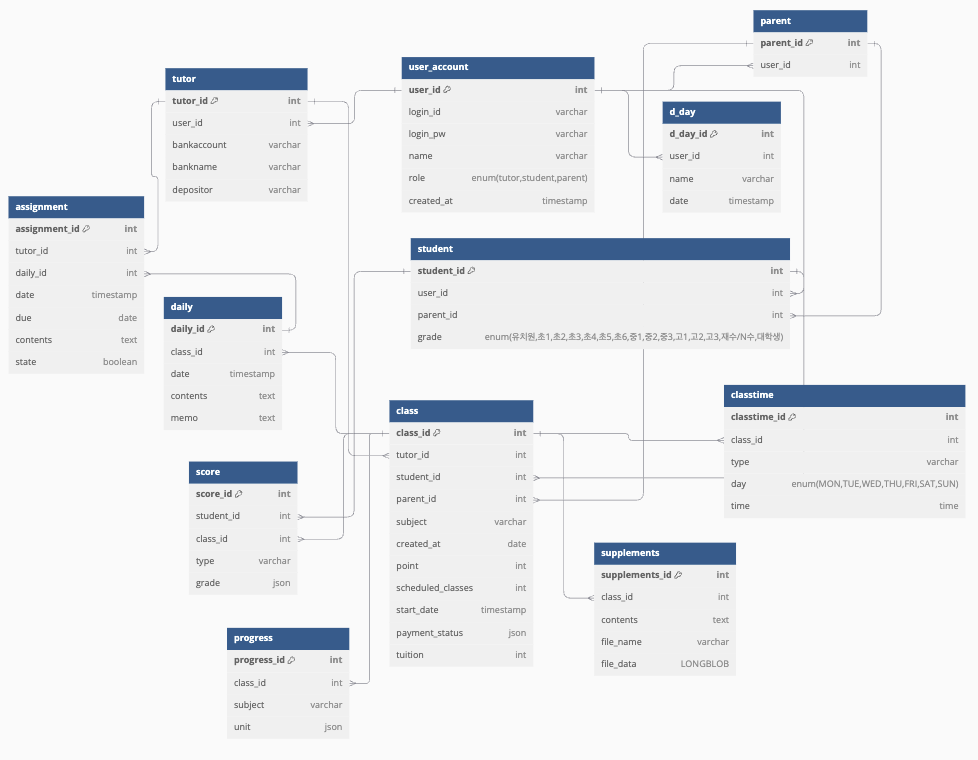 parent
parent_id int
user_id int
tutor
tutor_id int
user_id int
bankaccount varchar
bankname varchar
depositor varchar
user_account
user_id int
login_id varchar
login_pw varchar
name varchar
role enum(tutor,student,parent)
created_at timestamp
d_day
d_day_id int
user_id int
name varchar
date timestamp
assignment
assignment_id int
tutor_id int
daily_id int
date timestamp
due date
contents text
state boolean
student
student_id int
user_id int
parent_id int
grade enum(유치원,초1,초2,초3,초4,초5,초6,중1,중2,중3,고1,고2,고3,재수/N수,대학생)
daily
daily_id int
class_id int
date timestamp
contents text
memo text
class
class_id int
tutor_id int
student_id int
parent_id int
subject varchar
created_at date
point int
scheduled_classes int
start_date timestamp
payment_status json
tuition int
classtime
classtime_id int
class_id int
type varchar
day enum(MON,TUE,WED,THU,FRI,SAT,SUN)
time time
score
score_id int
student_id int
class_id int
type varchar
grade json
supplements
supplements_id int
class_id int
contents text
file_name varchar
file_data LONGBLOB
progress
progress_id int
class_id int
subject varchar
unit json